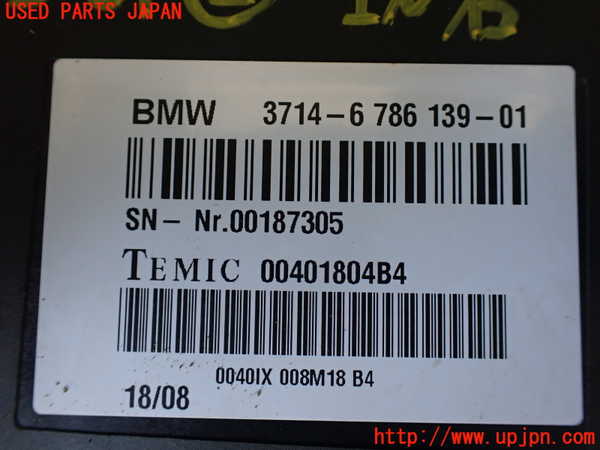 USED PARTS JAPAN
BMW 3714-6 786 139-01
SN- Nr.00187305
TEMIC 00401804B4
0040IX 008M18 B4
18/08
http://www.upjpn.com